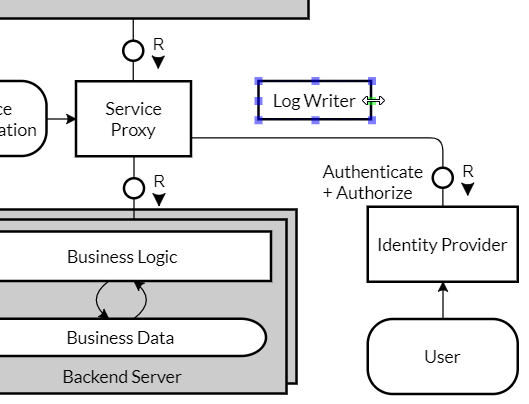 R
ce
ation
Service
Proxy
Log Writer
R
Authenticate
+ Authorize
R
Business Logic
Identity Provider
Business Data
User
Backend Server